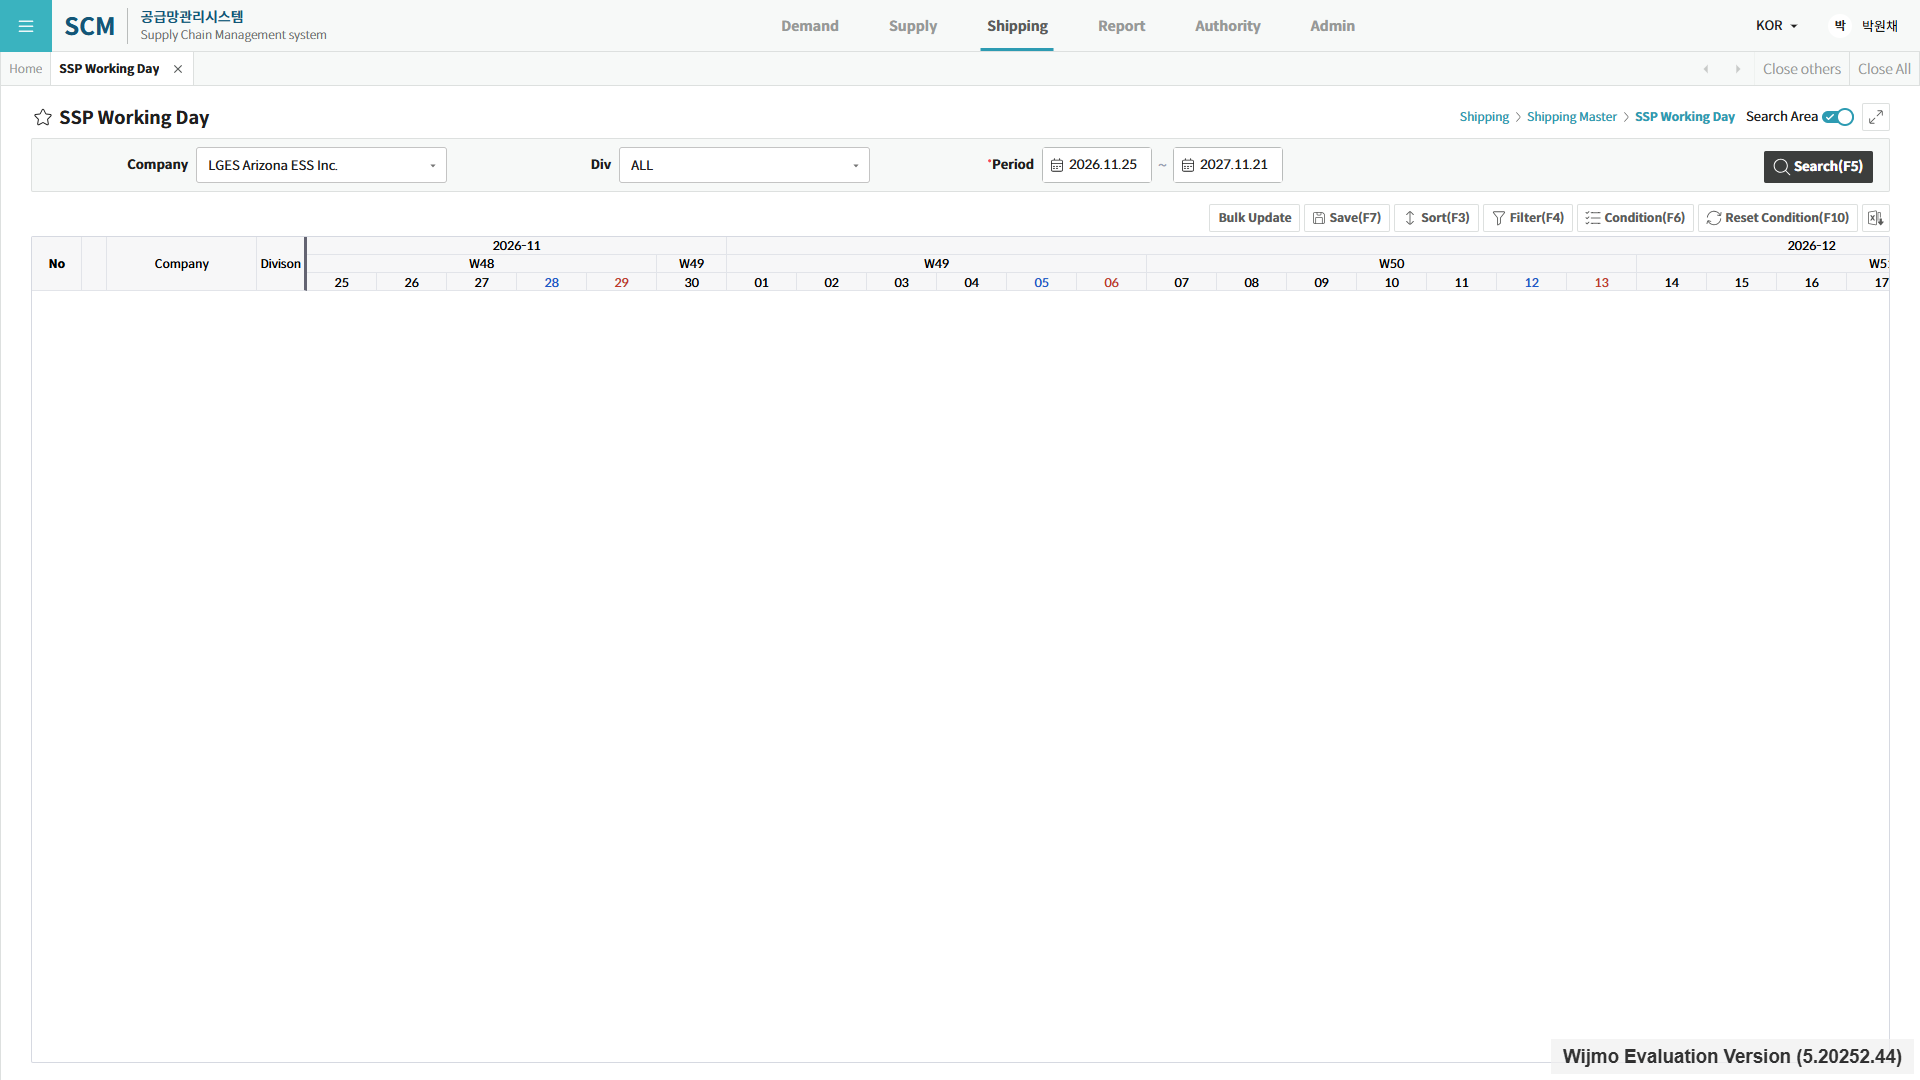 SCM
공급망관리시스템
Supply Chain Management system
Demand Supply Shipping Report Authority Admin
KOR 박 박원채
Home SSP Working Day Close others Close All
SSP Working Day
Shipping > Shipping Master > SSP Working Day Search Area
Company LGES Arizona ESS Inc. Div ALL *Period 2026.11.25 ~ 2027.11.21 Search(F5)
Bulk Update Save(F7) Sort(F3) Filter(F4) Condition(F6) Reset Condition(F10)
No Company Divison
2026-11 2026-12
W48 W49 W49 W50 W5
25 26 27 28 29 30 01 02 03 04 05 06 07 08 09 10 11 12 13 14 15 16 17
Wijmo Evaluation Version (5.20252.44)